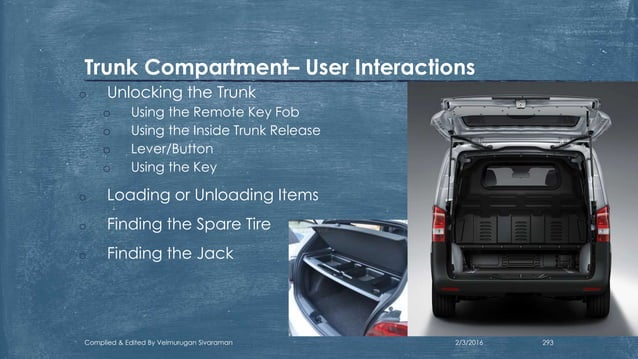 Trunk Compartment– User Interactions
o Unlocking the Trunk
o Using the Remote Key Fob
o Using the Inside Trunk Release
o Lever/Button
o Using the Key
o Loading or Unloading Items
o Finding the Spare Tire
o Finding the Jack
Complied & Edited By Velmurugan Sivaraman 2/3/2016 293